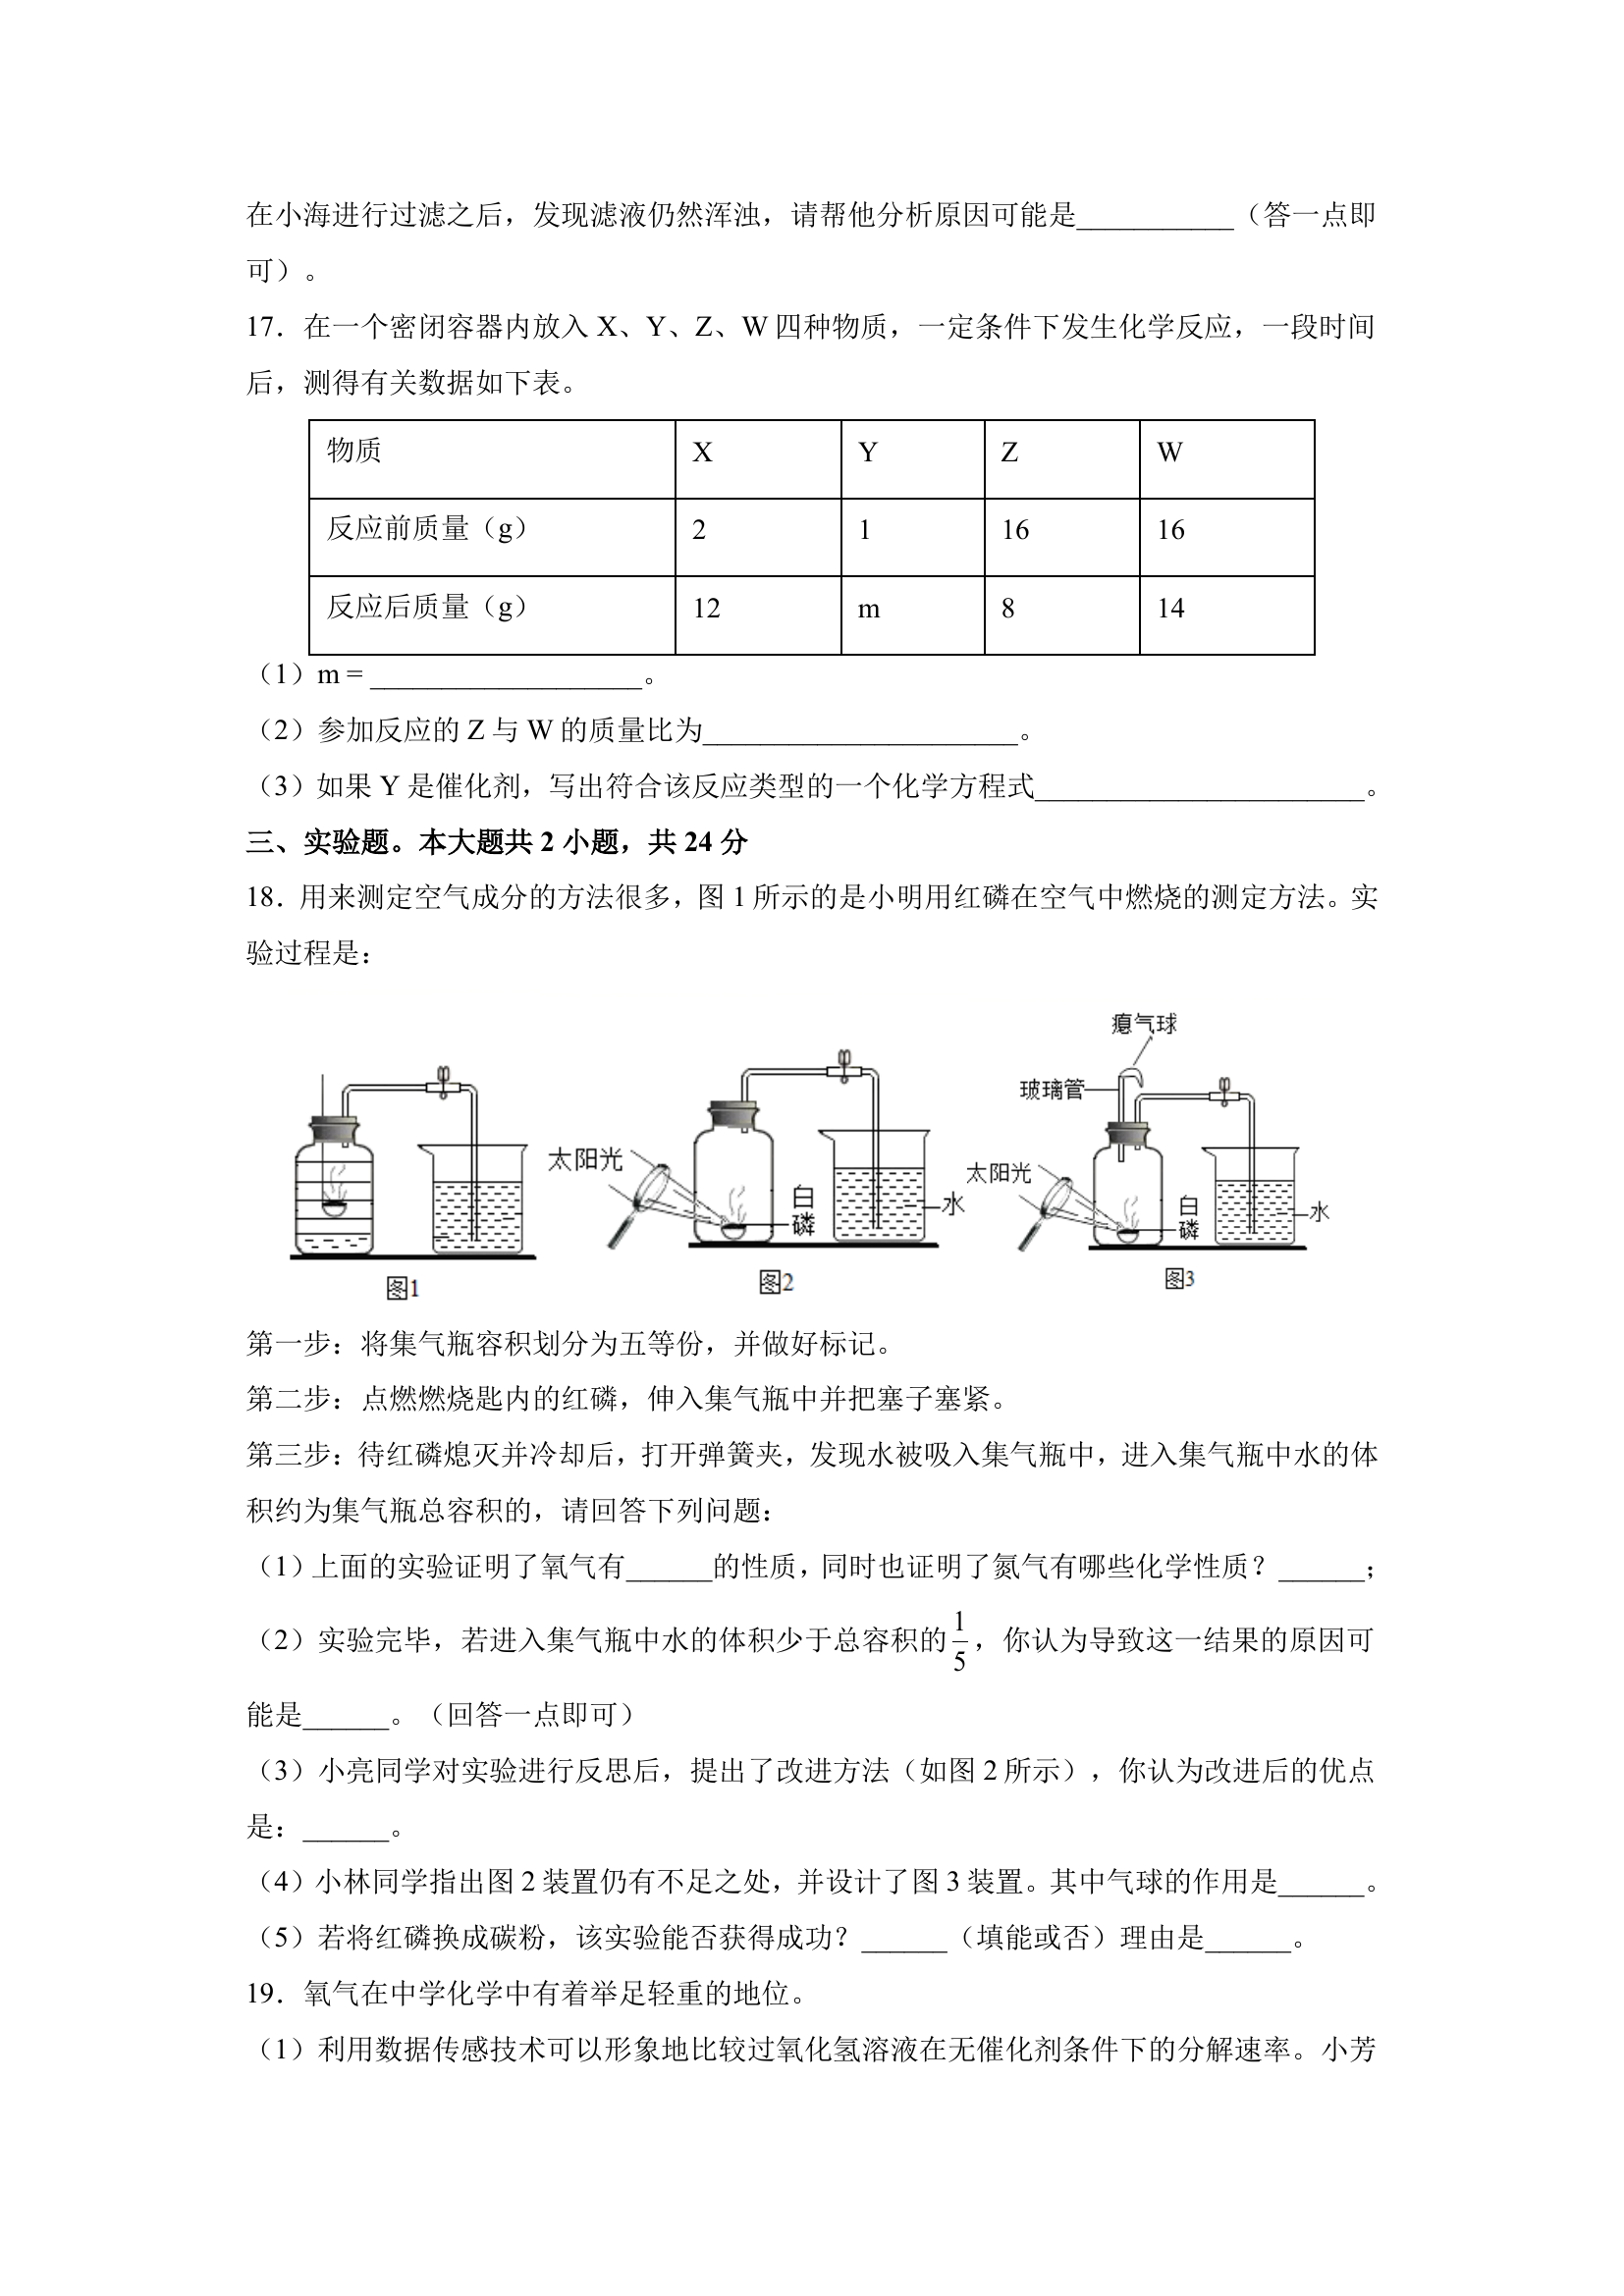 在小海进行过滤之后，发现滤液仍然浑浊，请帮他分析原因可能是___________（答一点即
可）。
17．在一个密闭容器内放入 X、Y、Z、W 四种物质，一定条件下发生化学反应，一段时间
后，测得有关数据如下表。
物质 X Y Z W
反应前质量（g） 2 1 16 16
反应后质量（g） 12 m 8 14
（1）m = ___________________。
（2）参加反应的 Z 与 W 的质量比为______________________。
（3）如果 Y 是催化剂，写出符合该反应类型的一个化学方程式_______________________。
三、实验题。本大题共 2 小题，共 24 分
18．用来测定空气成分的方法很多，图 1 所示的是小明用红磷在空气中燃烧的测定方法。实
验过程是：
图1
太阳光 白磷 水
图2
瘪气球
玻璃管
太阳光 白磷 水
图3
第一步：将集气瓶容积划分为五等份，并做好标记。
第二步：点燃燃烧匙内的红磷，伸入集气瓶中并把塞子塞紧。
第三步：待红磷熄灭并冷却后，打开弹簧夹，发现水被吸入集气瓶中，进入集气瓶中水的体
积约为集气瓶总容积的，请回答下列问题：
（1）上面的实验证明了氧气有______的性质，同时也证明了氮气有哪些化学性质？______；
（2）实验完毕，若进入集气瓶中水的体积少于总容积的1/5，你认为导致这一结果的原因可
能是______。（回答一点即可）
（3）小亮同学对实验进行反思后，提出了改进方法（如图 2 所示），你认为改进后的优点
是：______。
（4）小林同学指出图 2 装置仍有不足之处，并设计了图 3 装置。其中气球的作用是______。
（5）若将红磷换成碳粉，该实验能否获得成功？______（填能或否）理由是______。
19．氧气在中学化学中有着举足轻重的地位。
（1）利用数据传感技术可以形象地比较过氧化氢溶液在无催化剂条件下的分解速率。小芳